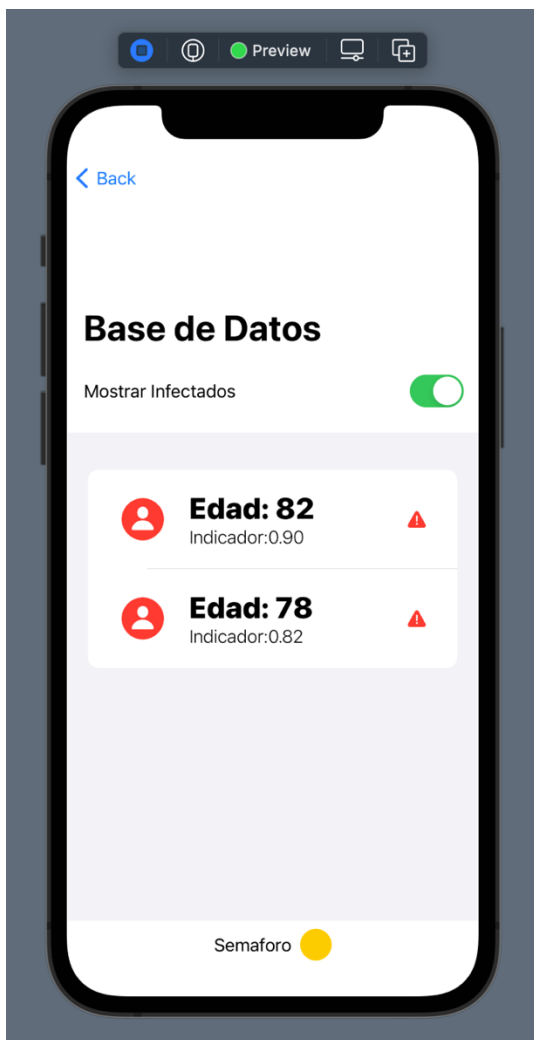 Preview
Back
Base de Datos
Mostrar Infectados
Edad: 82
Indicador:0.90
Edad: 78
Indicador:0.82
Semaforo